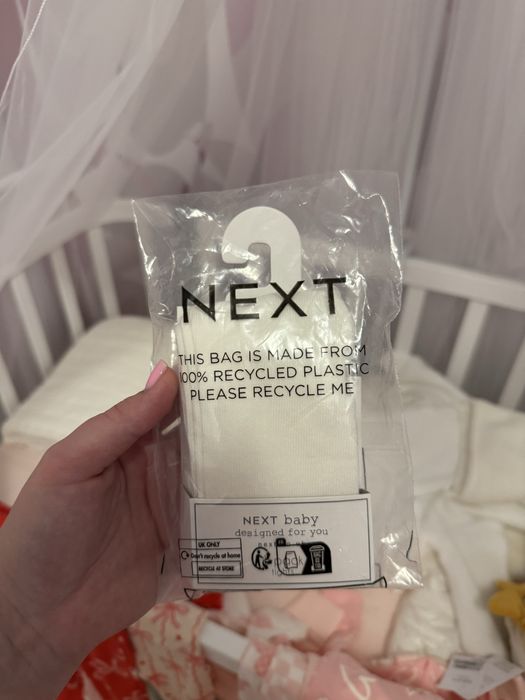 NEXT
THIS BAG IS MADE FROM
100% RECYCLED PLASTIC
PLEASE RECYCLE ME
NEXT baby
designed for you
UK ONLY
Don't recycle at home
RECYCLE AT STORE